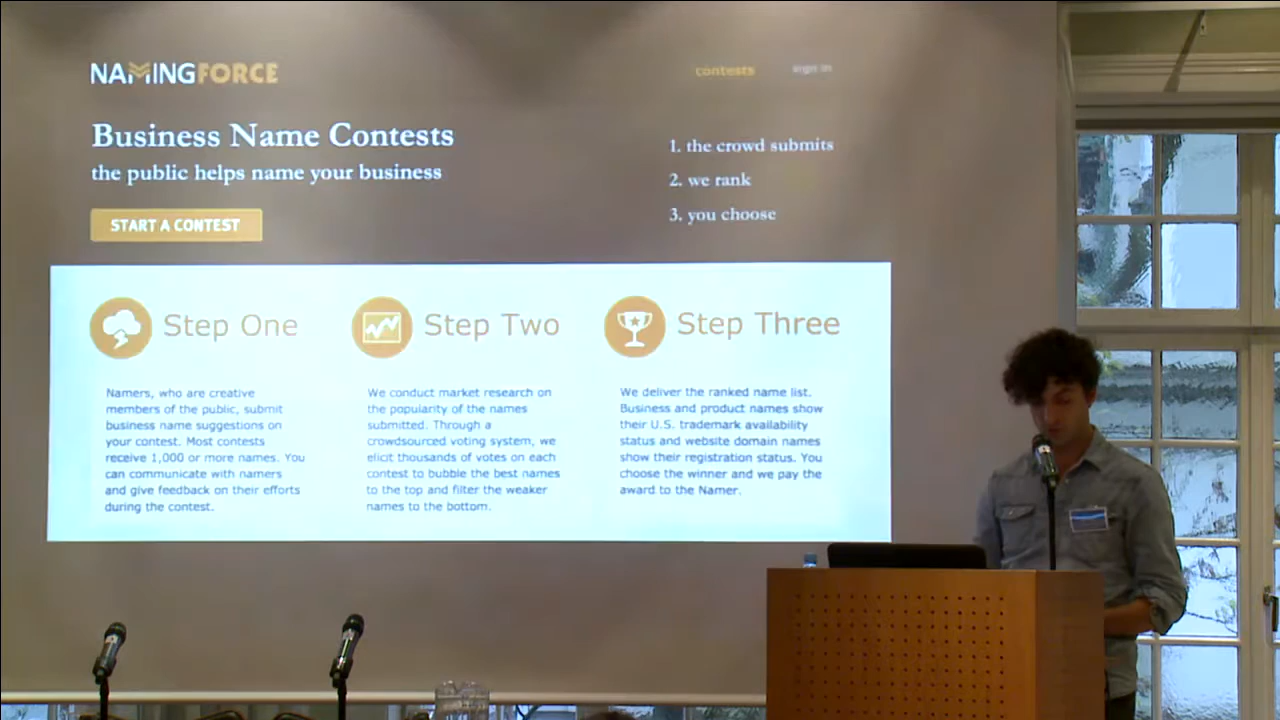 NAMINGFORCE
contests sign in
Business Name Contests
the public helps name your business
START A CONTEST
1. the crowd submits
2. we rank
3. you choose
Step One
Namers, who are creative
members of the public, submit
business name suggestions on
your contest. Most contests
receive 1,000 or more names. You
can communicate with namers
and give feedback on their efforts
during the contest.
Step Two
We conduct market research on
the popularity of the names
submitted. Through a
crowdsourced voting system, we
elicit thousands of votes on each
contest to bubble the best names
to the top and filter the weaker
names to the bottom.
Step Three
We deliver the ranked name list.
Business and product names show
their U.S. trademark availability
status and website domain names
show their registration status. You
choose the winner and we pay the
award to the Namer.